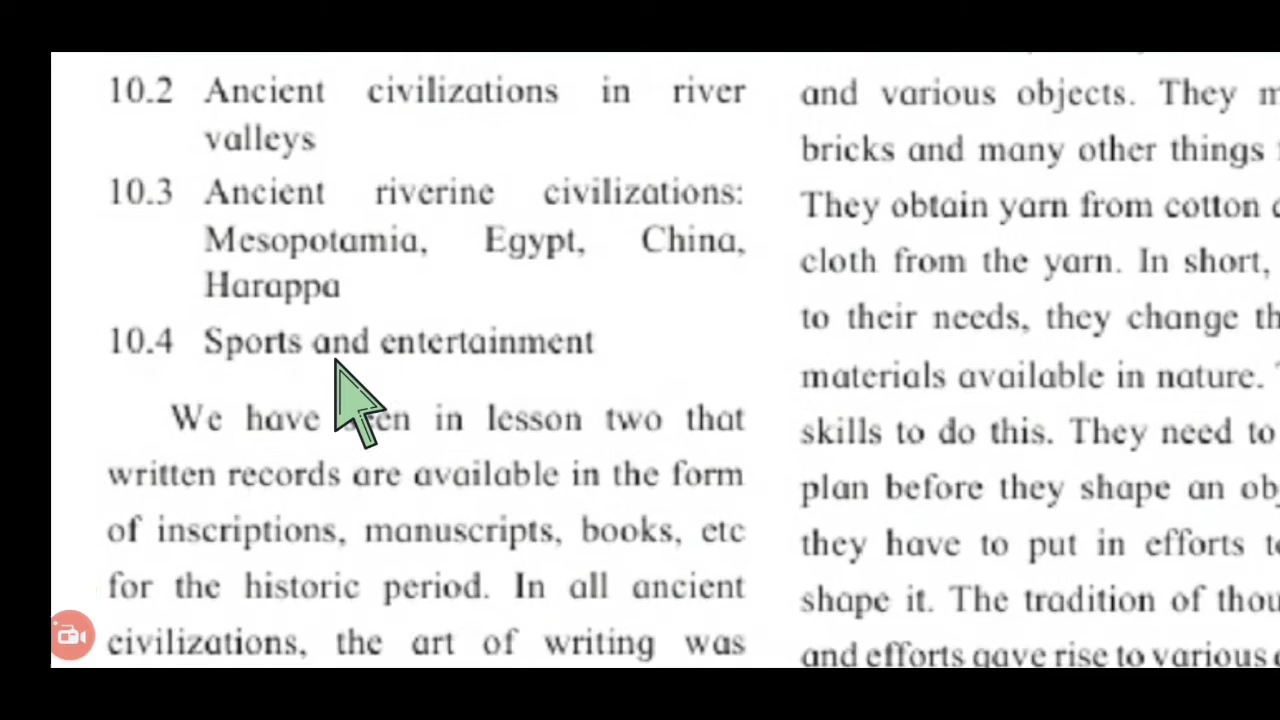 10.2 Ancient civilizations in river
valleys
10.3 Ancient riverine civilizations:
Mesopotamia, Egypt, China,
Harappa
10.4 Sports and entertainment
We have in lesson two that
written records are available in the form
of inscriptions, manuscripts, books, etc
for the historic period. In all ancient
civilizations, the art of writing was
and various objects. They
bricks and many other things
They obtain yarn from cotton
cloth from the yarn. In short,
to their needs, they change
materials available in nature.
skills to do this. They need to
plan before they shape an
they have to put in efforts
shape it. The tradition of
and efforts gave rise to various